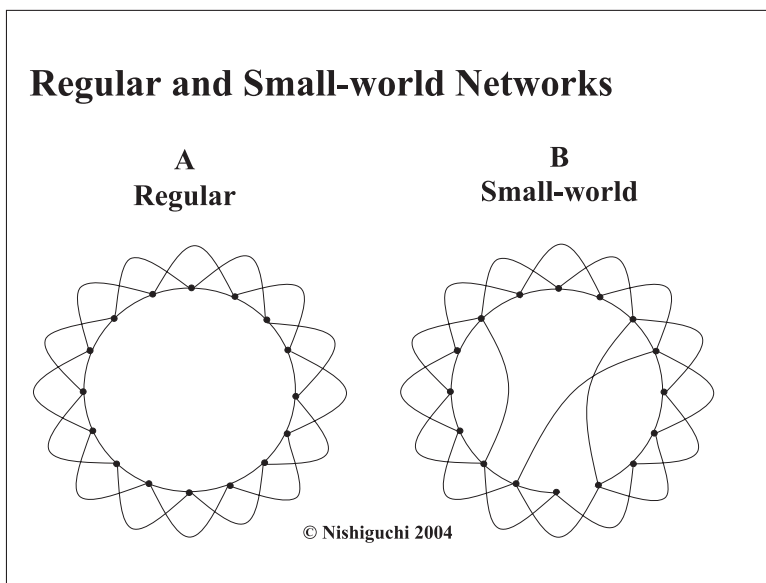 Regular and Small-world Networks
A
Regular
B
Small-world
© Nishiguchi 2004